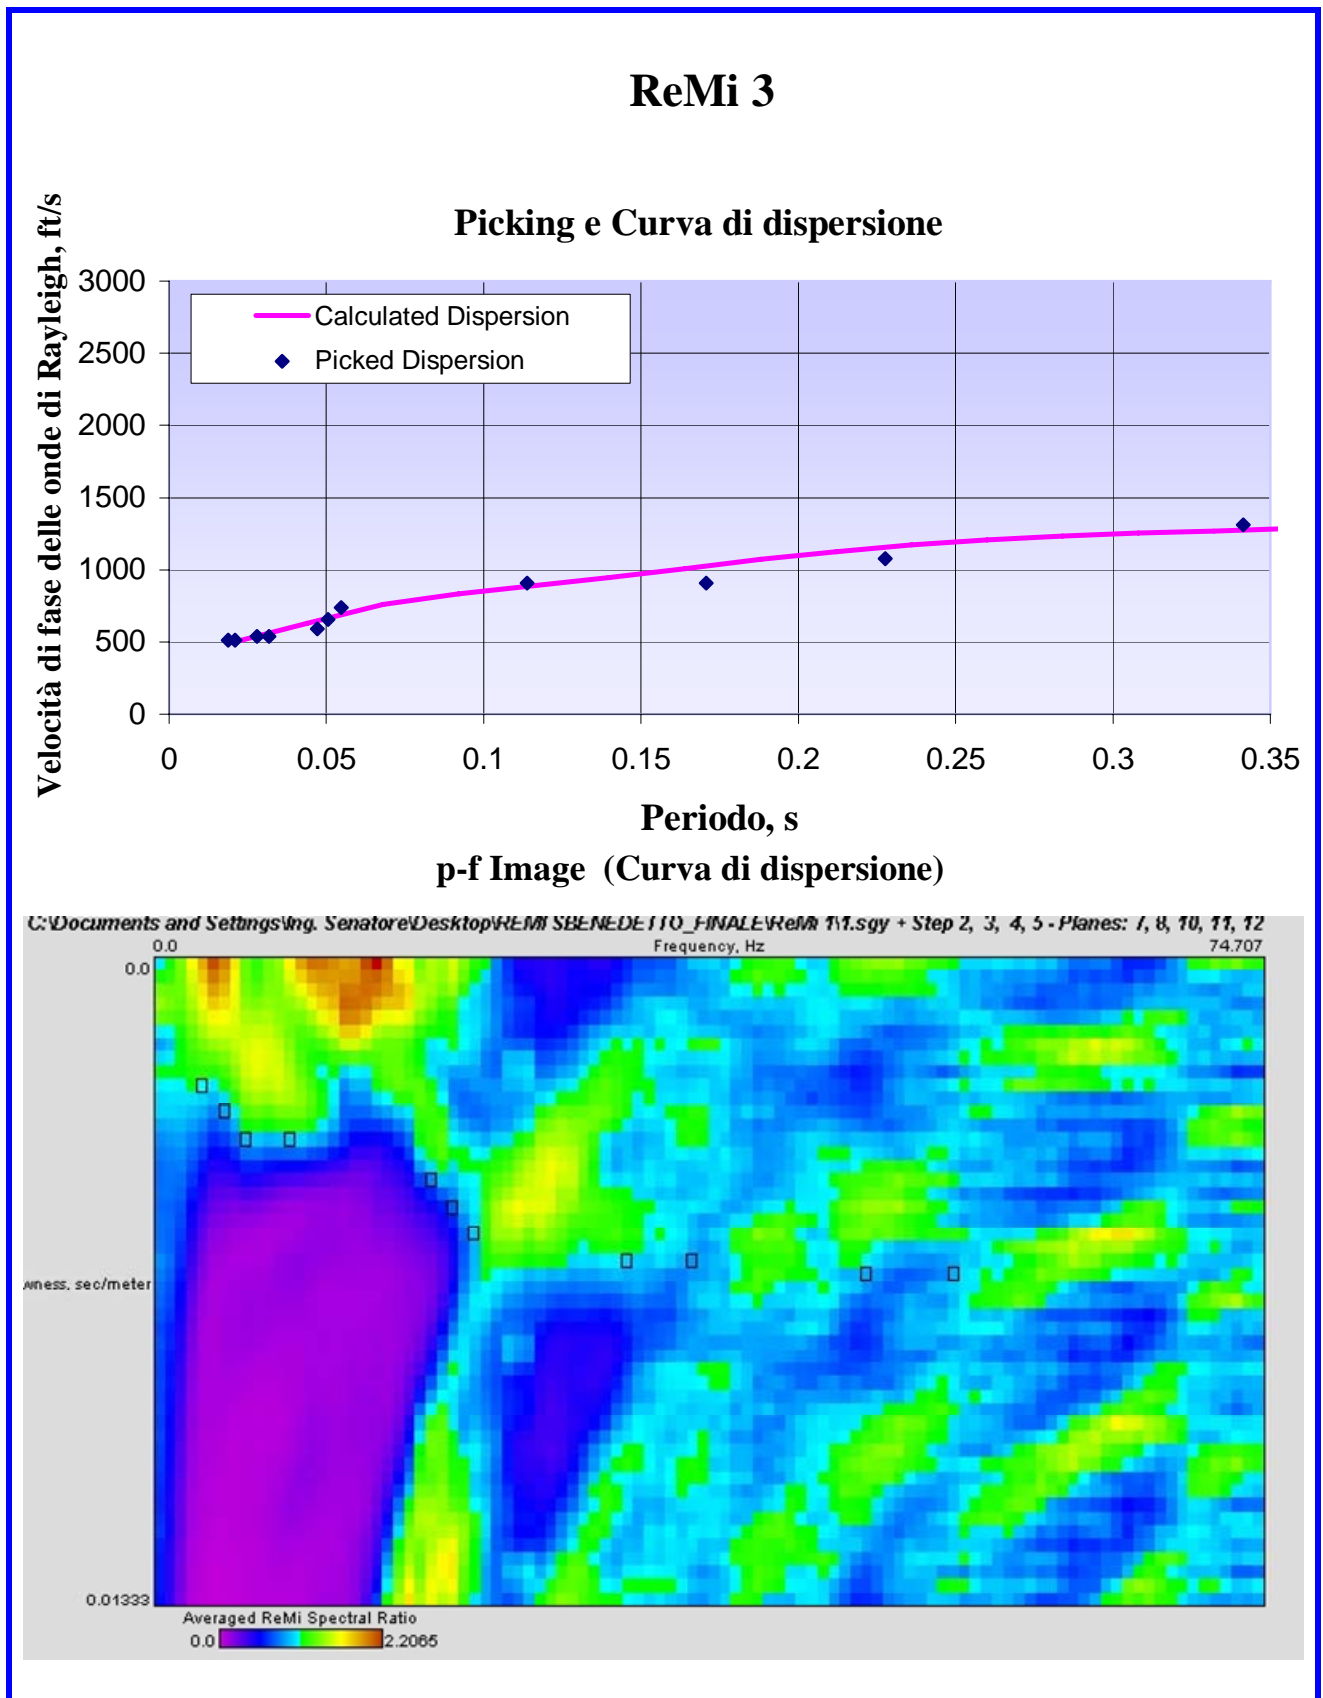 ReMi 3
Picking e Curva di dispersione
Velocità di fase delle onde di Rayleigh, ft/s
3000
2500
2000
1500
1000
500
0
Calculated Dispersion
Picked Dispersion
0 0.05 0.1 0.15 0.2 0.25 0.3 0.35
Periodo, s
p-f Image (Curva di dispersione)
C:\Documents and Settings\Ing. Senatore\Desktop\REMI SBENEDETTO_FINALE\ReMi 1\1.sgy + Step 2, 3, 4, 5 - Planes: 7, 8, 10, 11, 12
0.0 Frequency, Hz 74.707
0.0
wness, sec/meter
0.01333
Averaged ReMi Spectral Ratio
0.0 2.2065